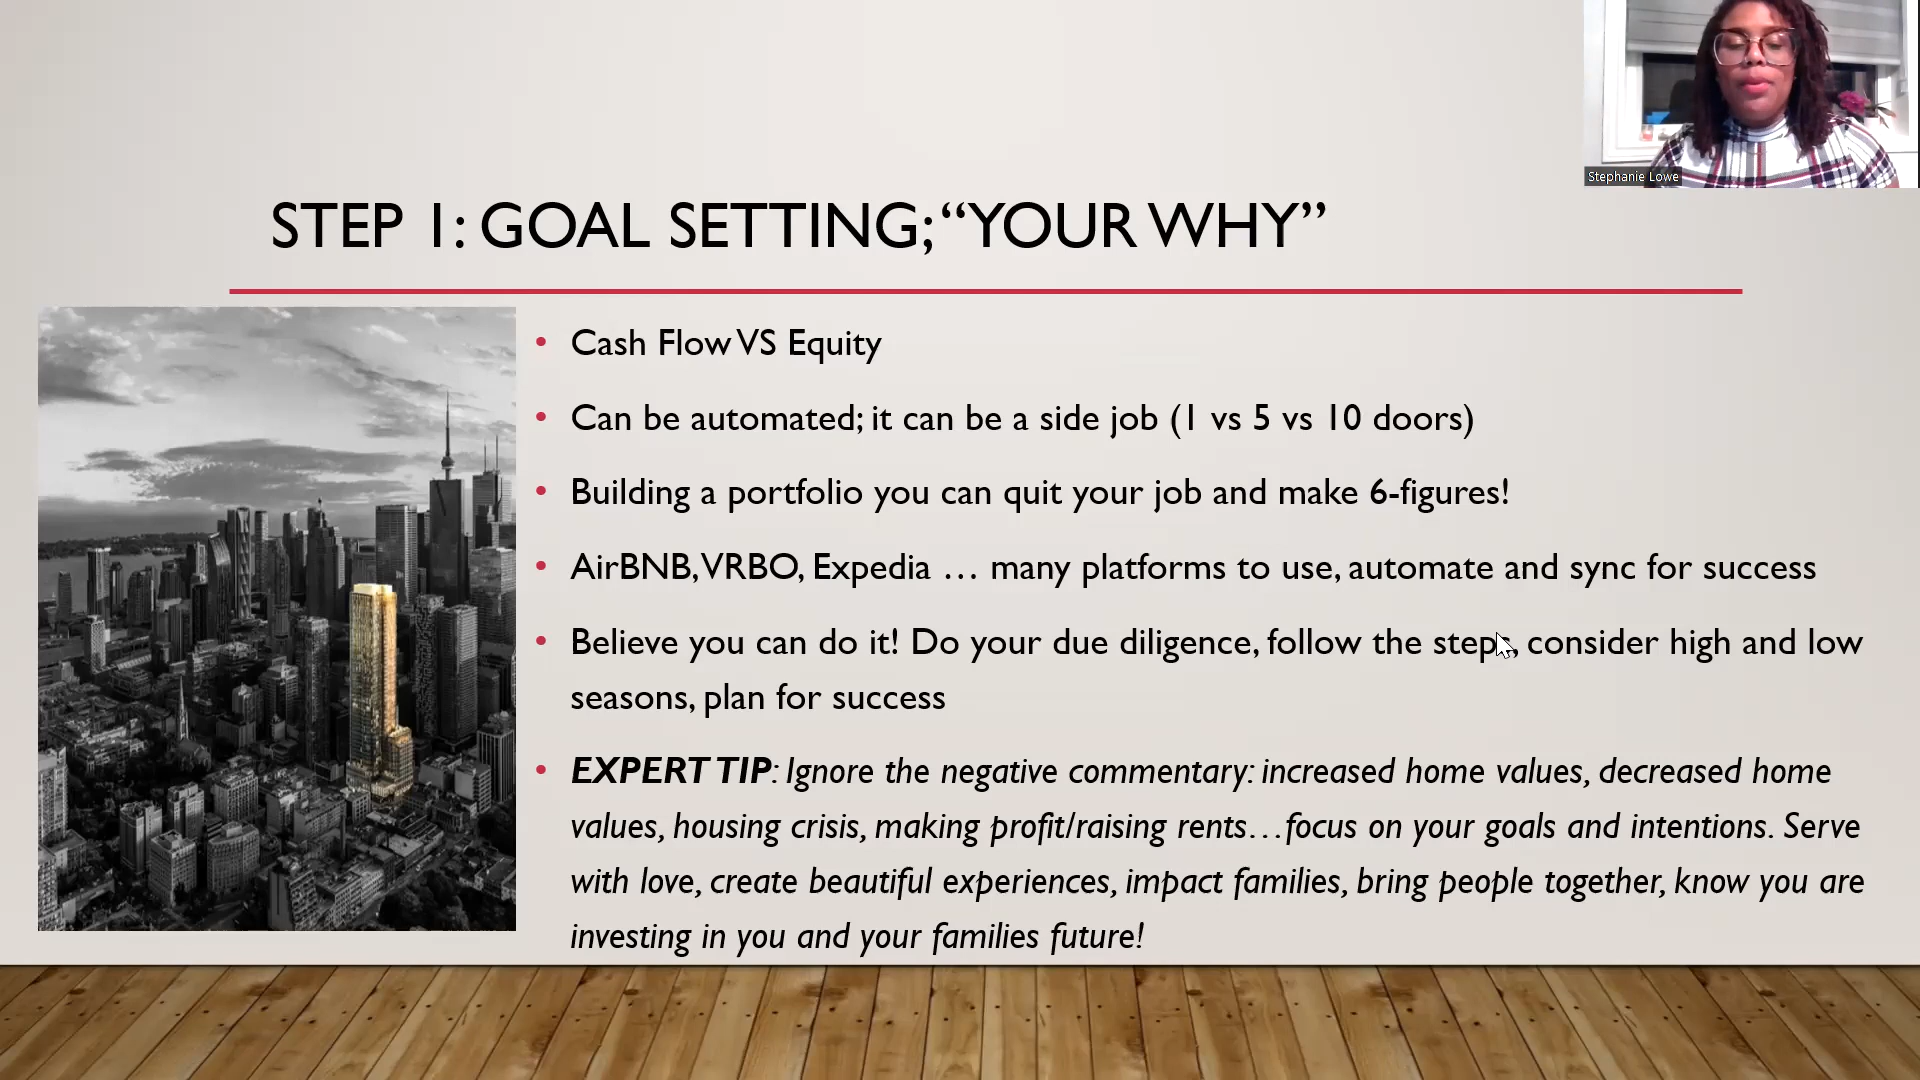 Stephanie Lowe
STEP 1: GOAL SETTING; “YOUR WHY”
• Cash Flow VS Equity
• Can be automated; it can be a side job (1 vs 5 vs 10 doors)
• Building a portfolio you can quit your job and make 6-figures!
• AirBNB, VRBO, Expedia … many platforms to use, automate and sync for success
• Believe you can do it! Do your due diligence, follow the steps, consider high and low
seasons, plan for success
• EXPERT TIP: Ignore the negative commentary: increased home values, decreased home
values, housing crisis, making profit/raising rents…focus on your goals and intentions. Serve
with love, create beautiful experiences, impact families, bring people together, know you are
investing in you and your families future!